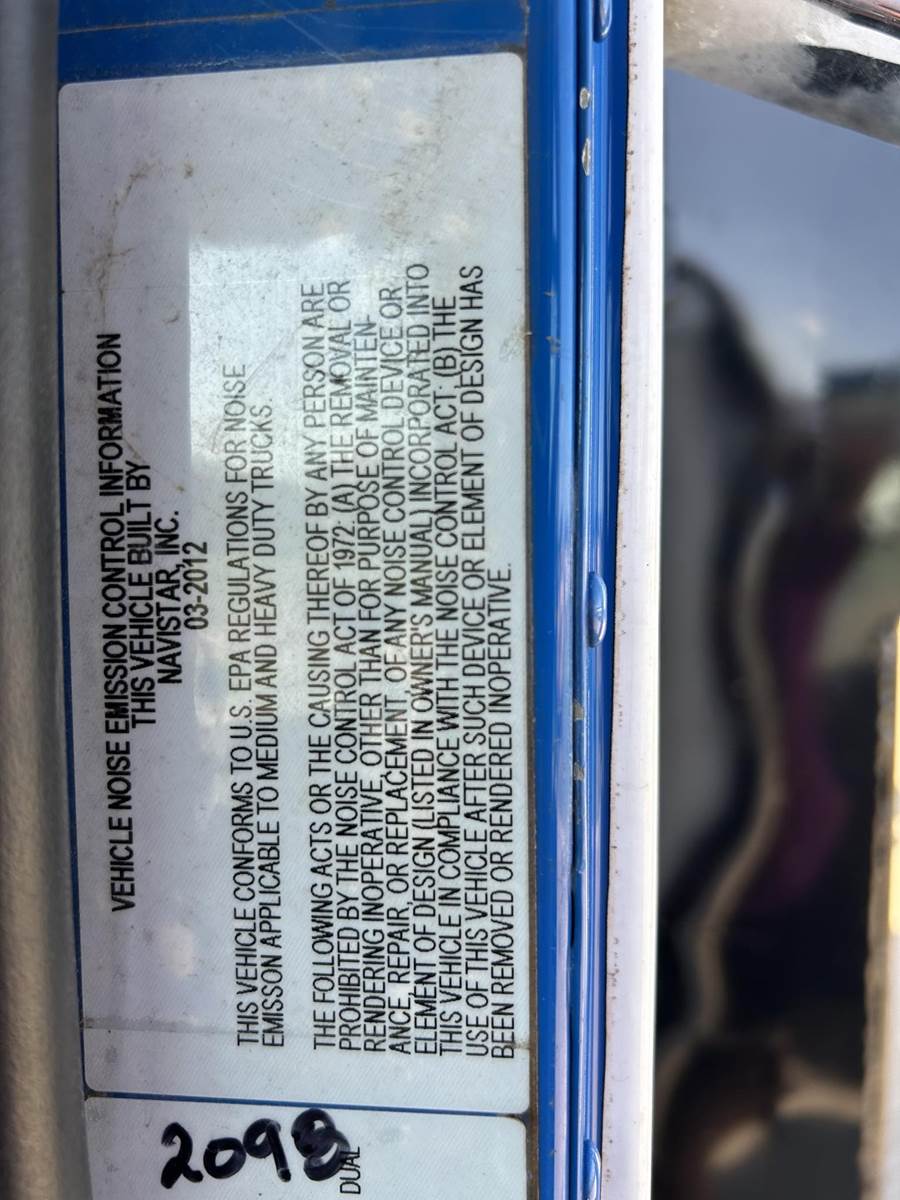 VEHICLE NOISE EMISSION CONTROL INFORMATION
THIS VEHICLE BUILT BY
NAVISTAR, INC.
03-2012
THIS VEHICLE CONFORMS TO U.S. EPA REGULATIONS FOR NOISE
EMISSON APPLICABLE TO MEDIUM AND HEAVY DUTY TRUCKS.
THE FOLLOWING ACTS OR THE CAUSING THEREOF BY ANY PERSON ARE
PROHIBITED BY THE NOISE CONTROL ACT OF 1972: (A) THE REMOVAL OR
RENDERING INOPERATIVE, OTHER THAN FOR PURPOSE OF MAINTEN-
ANCE, REPAIR, OR REPLACEMENT, OF ANY NOISE CONTROL DEVICE OR
ELEMENT OF DESIGN (LISTED IN OWNER'S MANUAL) INCORPORATED INTO
THIS VEHICLE IN COMPLIANCE WITH THE NOISE CONTROL ACT: (B) THE
USE OF THIS VEHICLE AFTER SUCH DEVICE OR ELEMENT OF DESIGN HAS
BEEN REMOVED OR RENDERED INOPERATIVE.
2098
DUAL